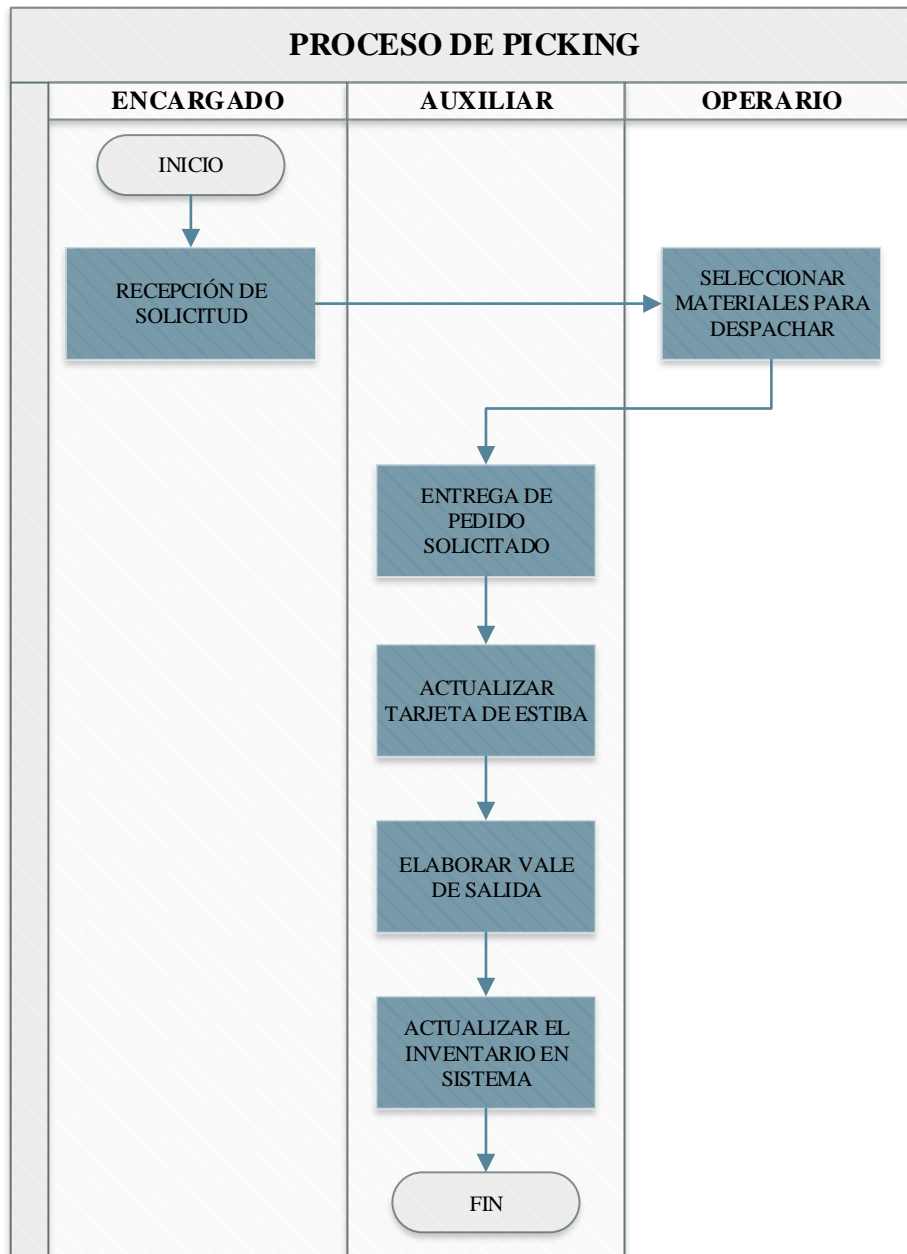 PROCESO DE PICKING
ENCARGADO
AUXILIAR
OPERARIO
INICIO
RECEPCIÓN DE
SOLICITUD
SELECCIONAR
MATERIALES PARA
DESPACHAR
ENTREGA DE
PEDIDO
SOLICITADO
ACTUALIZAR
TARJETA DE ESTIBA
ELABORAR VALE
DE SALIDA
ACTUALIZAR EL
INVENTARIO EN
SISTEMA
FIN